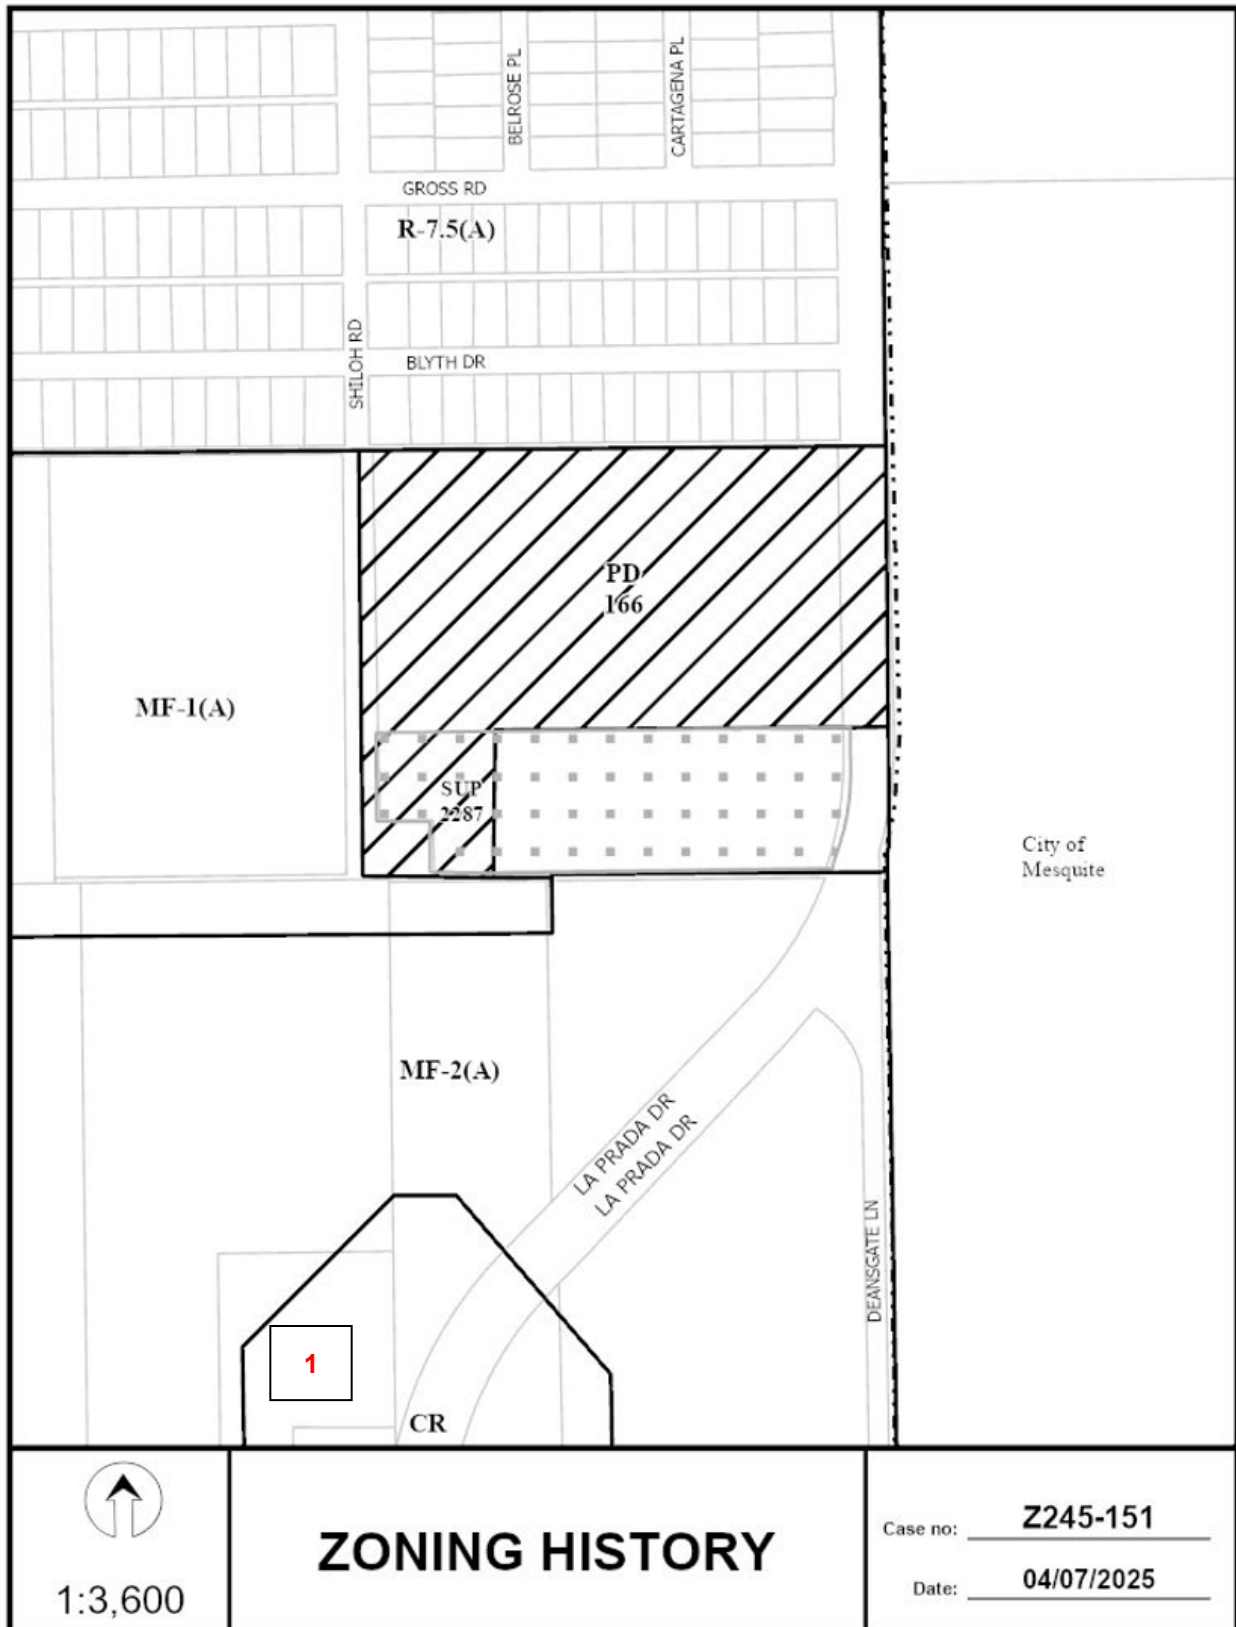 BELROSE PL
CARTAGENA PL
GROSS RD
R-7.5(A)
SHILOH RD
BLYTH DR
PD
166
MF-1(A)
SUP
2287
City of
Mesquite
MF-2(A)
LA PRADA DR
LA PRADA DR
DEANSGATE LN
1
CR
1:3,600
ZONING HISTORY
Case no: Z245-151
Date: 04/07/2025